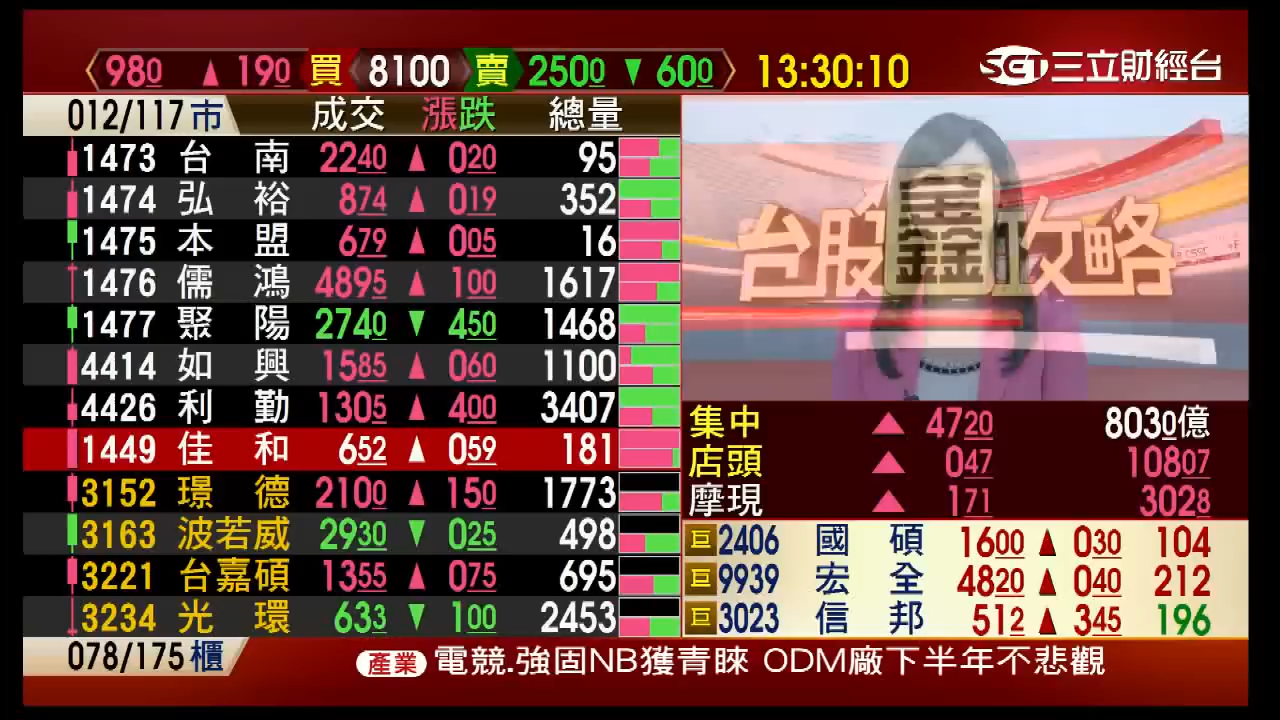 980 ▲ 190 買 8100 賣 2500 ▼ 600 13:30:10 SET 三立財經台
012/117 市 成交 漲跌 總量
1473 台南 2240 ▲ 020 95
1474 弘裕 874 ▲ 019 352
1475 本盟 679 ▲ 005 16
1476 儒鴻 4895 ▲ 100 1617
1477 聚陽 2740 ▼ 450 1468
4414 如興 1585 ▲ 060 1100
4426 利勤 1305 ▲ 400 3407
1449 佳和 652 ▲ 059 181
3152 璟德 2100 ▲ 150 1773
3163 波若威 2930 ▼ 025 498
3221 台嘉碩 1355 ▲ 075 695
3234 光環 633 ▼ 100 2453
078/175 櫃
台股鑫攻略
集中 ▲ 4720 8030億
店頭 ▲ 047 10807
摩現 ▲ 171 3028
巨 2406 國碩 1600 ▲ 030 104
巨 9939 宏全 4820 ▲ 040 212
巨 3023 信邦 512 ▲ 345 196
產業 電競.強固NB獲青睞 ODM廠下半年不悲觀